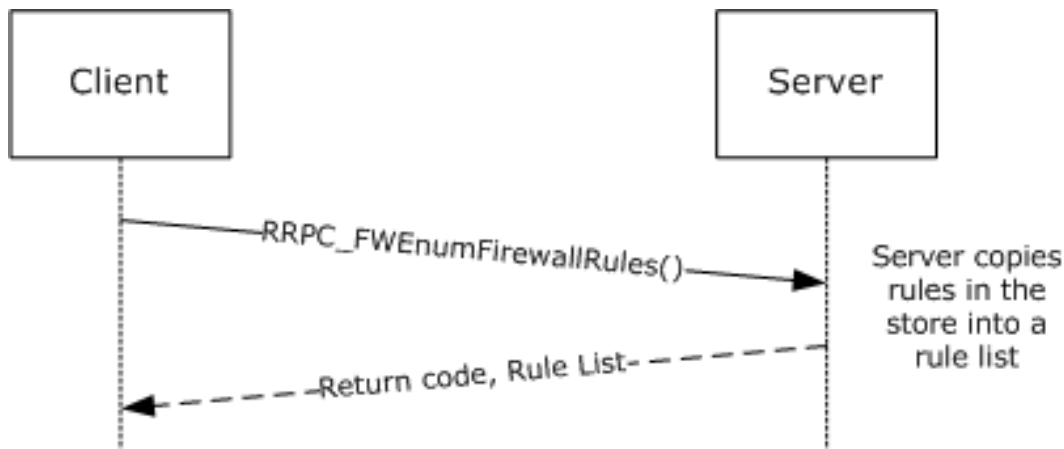 Client
Server
RRPC_FWEnumFirewallRules()
Server copies
rules in the
store into a
rule list
Return code, Rule List